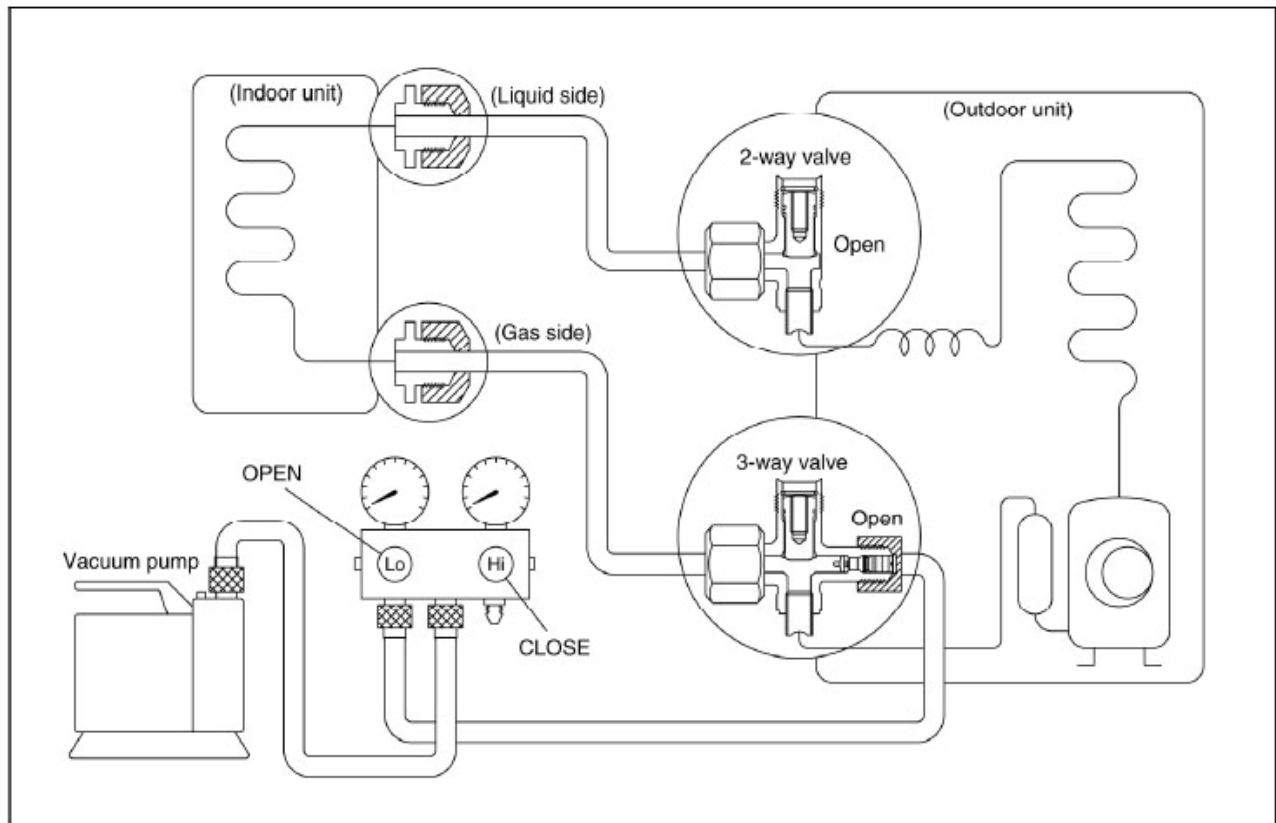 (Indoor unit)
(Liquid side)
(Outdoor unit)
2-way valve
Open
(Gas side)
3-way valve
Open
OPEN
Vacuum pump
Lo
Hi
CLOSE